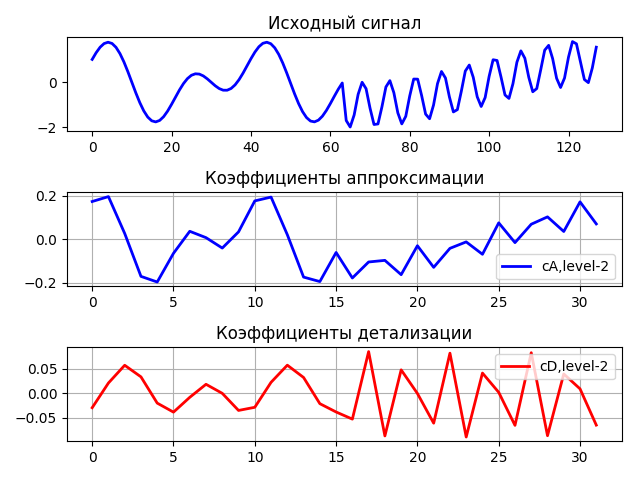 Исходный сигнал
0
−2
0 20 40 60 80 100 120
Коэффициенты аппроксимации
0.2
0.0
−0.2
cA,level-2
0 5 10 15 20 25 30
Коэффициенты детализации
0.05
0.00
−0.05
cD,level-2
0 5 10 15 20 25 30